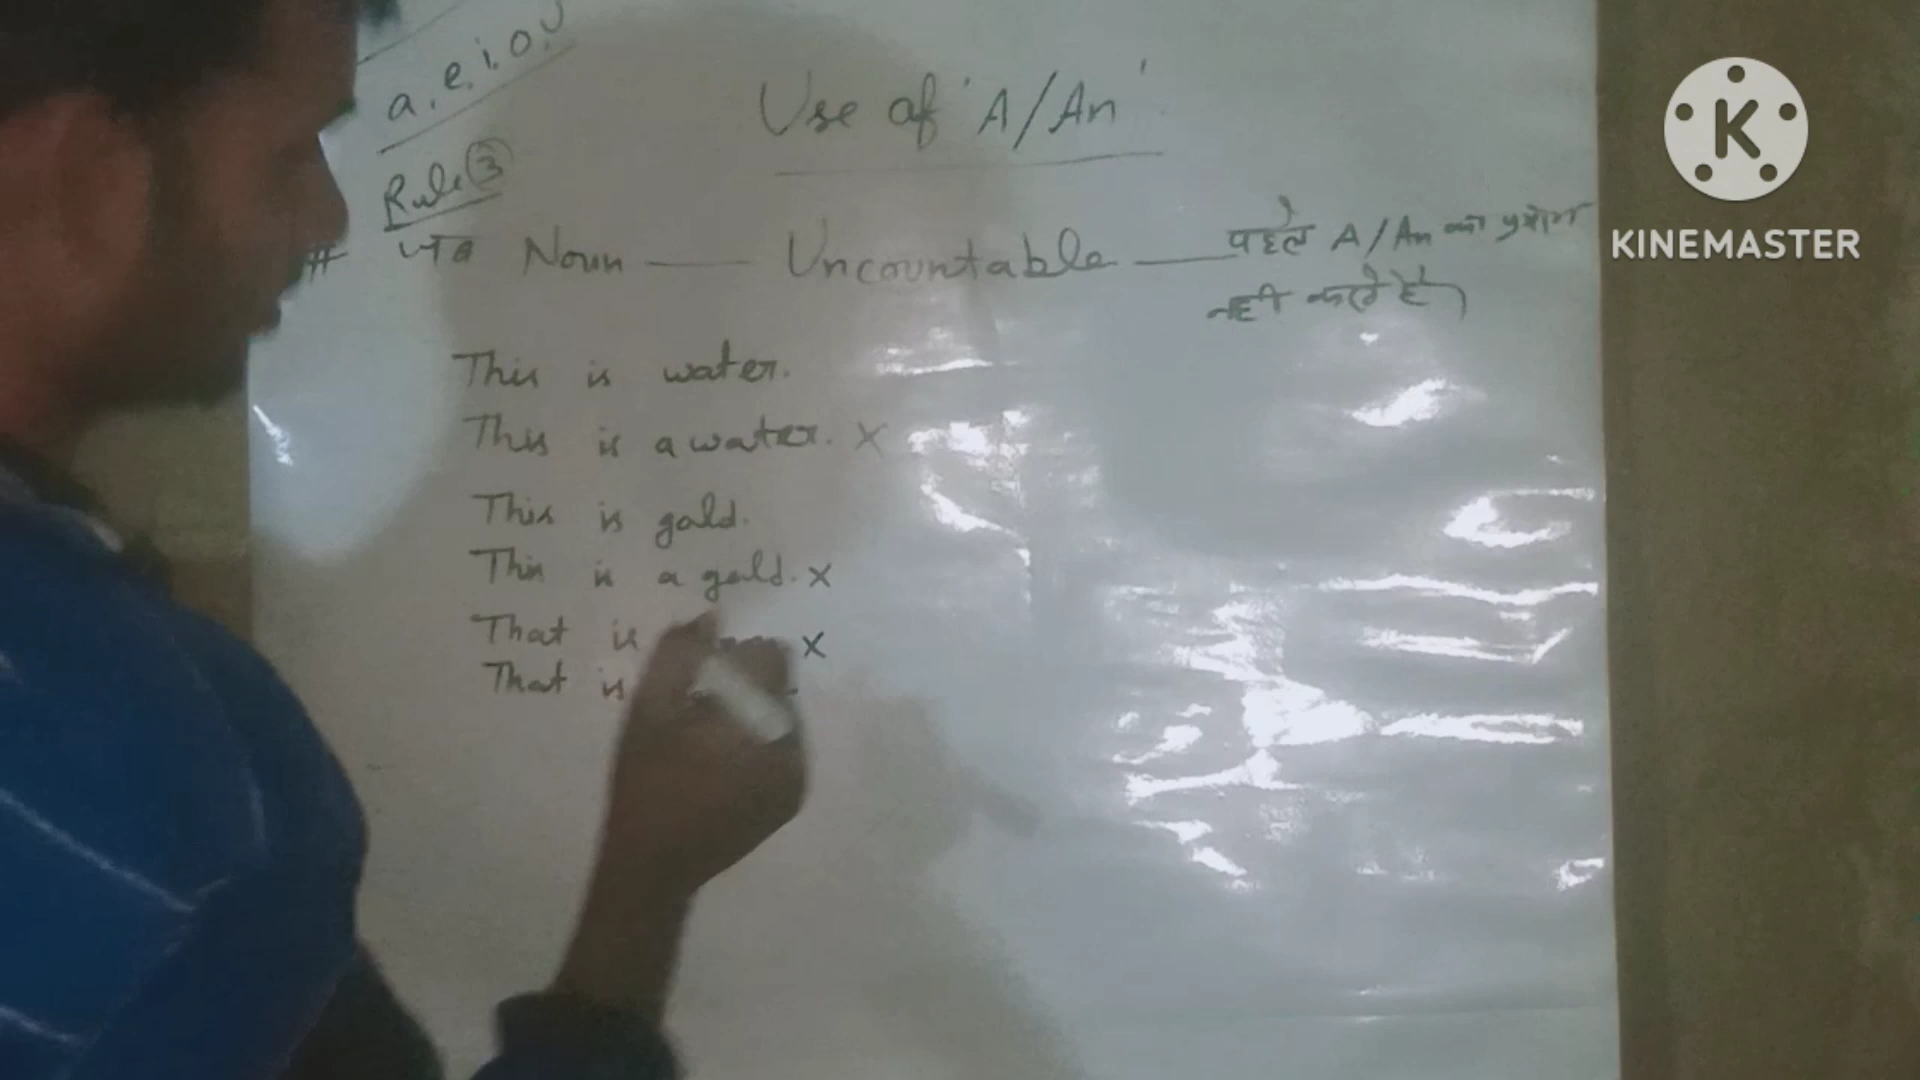 a, e, i, o, u
Use of 'A/An'
Rule ③
# जब Noun — Uncountable — पहले A/An का प्रयोग
नहीं करते है।
This is water.
This is a water. ×
This is gold.
This is a gold. ×
That is ×
That is
K
KINEMASTER